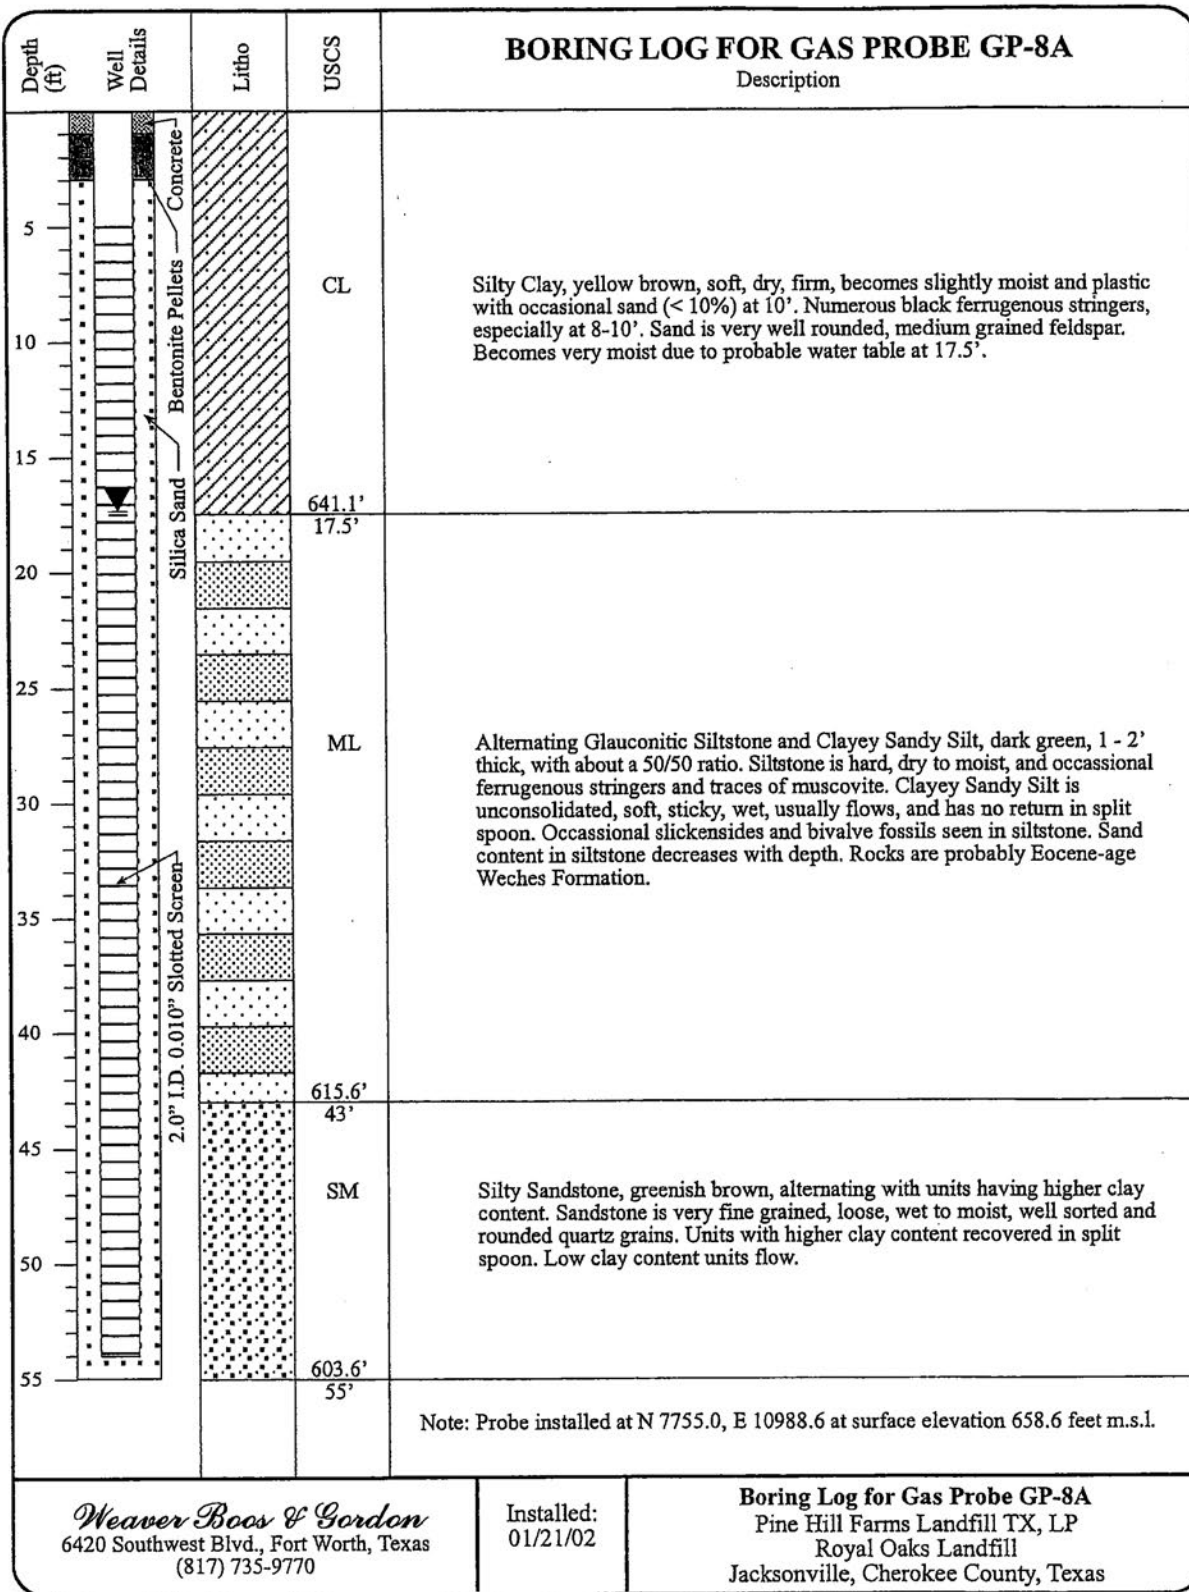 Depth (ft)
Well Details
Litho
USCS
BORING LOG FOR GAS PROBE GP-8A
Description
Concrete
Bentonite Pellets
Silica Sand
2.0" I.D. 0.010" Slotted Screen
5
10
15
20
25
30
35
40
45
50
55
CL
Silty Clay, yellow brown, soft, dry, firm, becomes slightly moist and plastic
with occasional sand (< 10%) at 10'. Numerous black ferrugenous stringers,
especially at 8-10'. Sand is very well rounded, medium grained feldspar.
Becomes very moist due to probable water table at 17.5'.
641.1'
17.5'
ML
Alternating Glauconitic Siltstone and Clayey Sandy Silt, dark green, 1 - 2'
thick, with about a 50/50 ratio. Siltstone is hard, dry to moist, and occassional
ferrugenous stringers and traces of muscovite. Clayey Sandy Silt is
unconsolidated, soft, sticky, wet, usually flows, and has no return in split
spoon. Occassional slickensides and bivalve fossils seen in siltstone. Sand
content in siltstone decreases with depth. Rocks are probably Eocene-age
Weches Formation.
615.6'
43'
SM
Silty Sandstone, greenish brown, alternating with units having higher clay
content. Sandstone is very fine grained, loose, wet to moist, well sorted and
rounded quartz grains. Units with higher clay content recovered in split
spoon. Low clay content units flow.
603.6'
55'
Note: Probe installed at N 7755.0, E 10988.6 at surface elevation 658.6 feet m.s.l.
Weaver Boos & Gordon
6420 Southwest Blvd., Fort Worth, Texas
(817) 735-9770
Installed:
01/21/02
Boring Log for Gas Probe GP-8A
Pine Hill Farms Landfill TX, LP
Royal Oaks Landfill
Jacksonville, Cherokee County, Texas